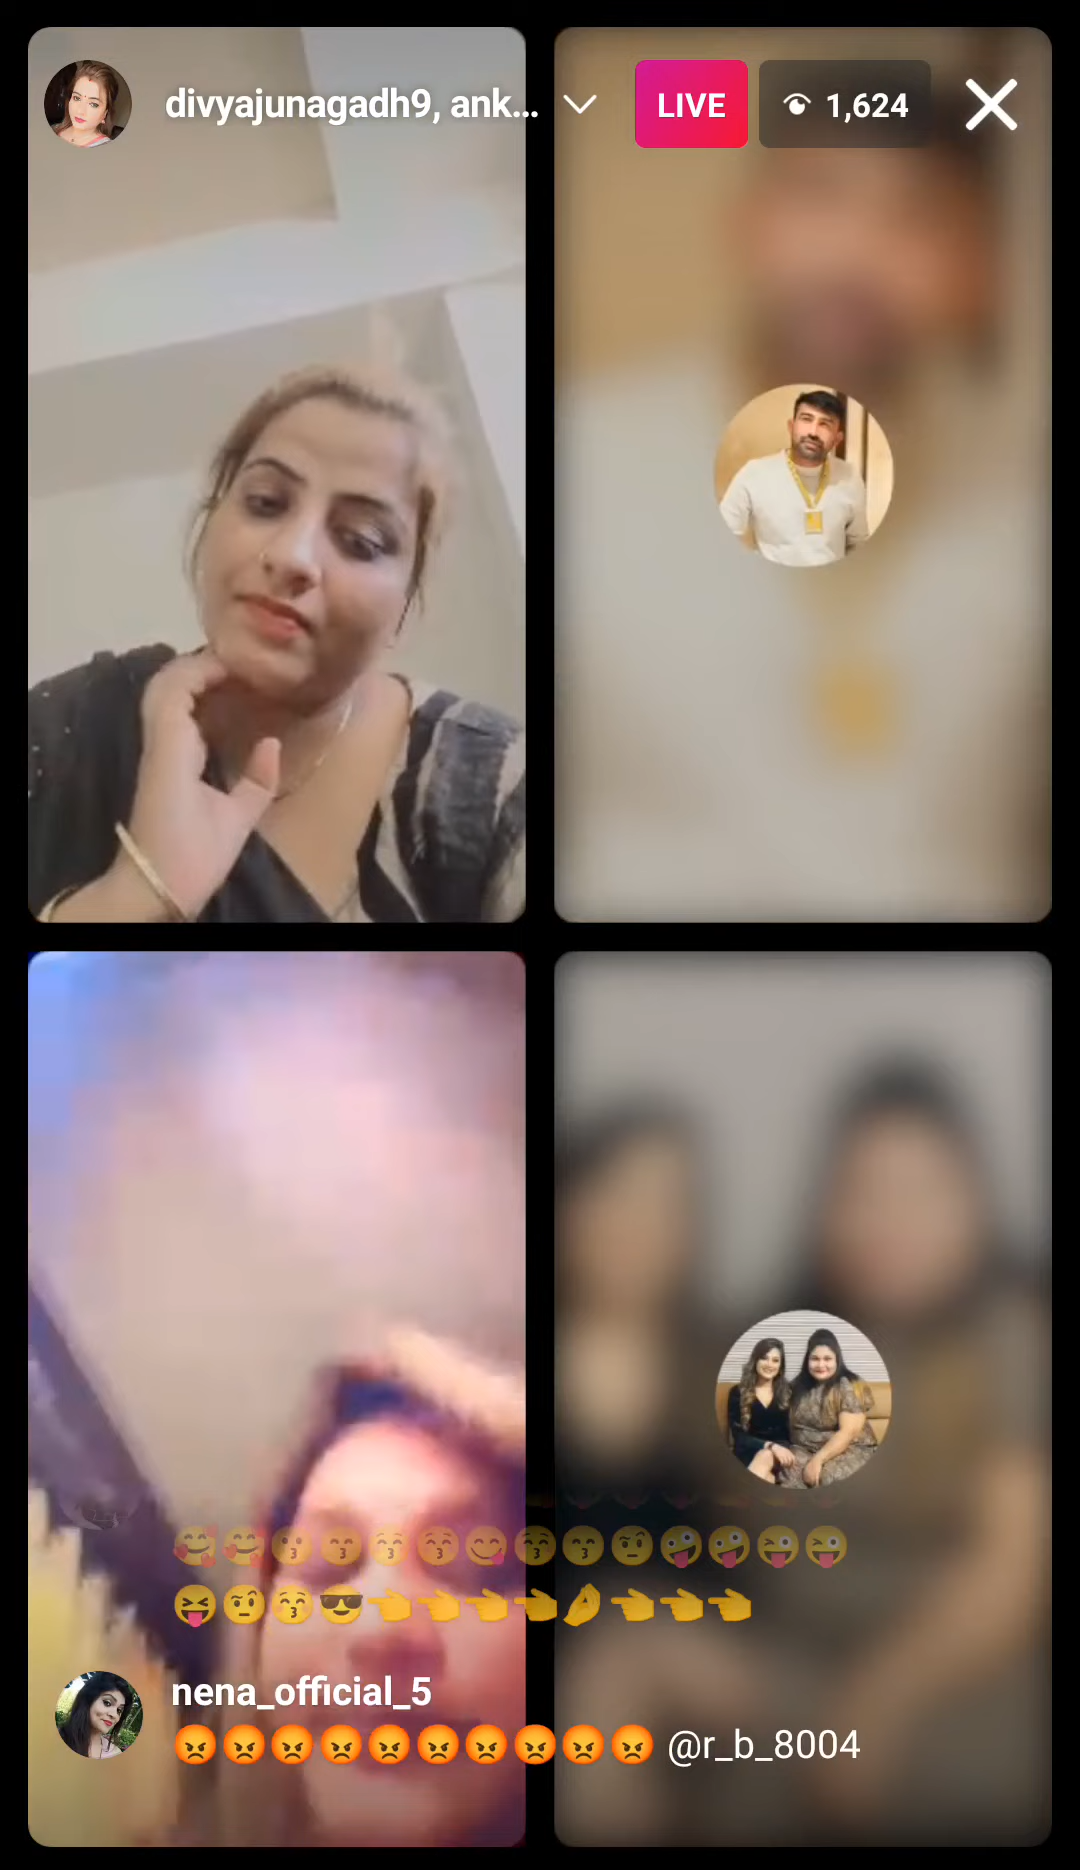 divyajunagadh9, ank...
LIVE
1,624
🥰🥰😗😙😚😚😋😚😙🤨🤪🤪😜😜
😝🤨😚😎👈👈👈👈🤌👈👈👈
nena_official_5
😡😡😡😡😡😡😡😡😡😡 @r_b_8004